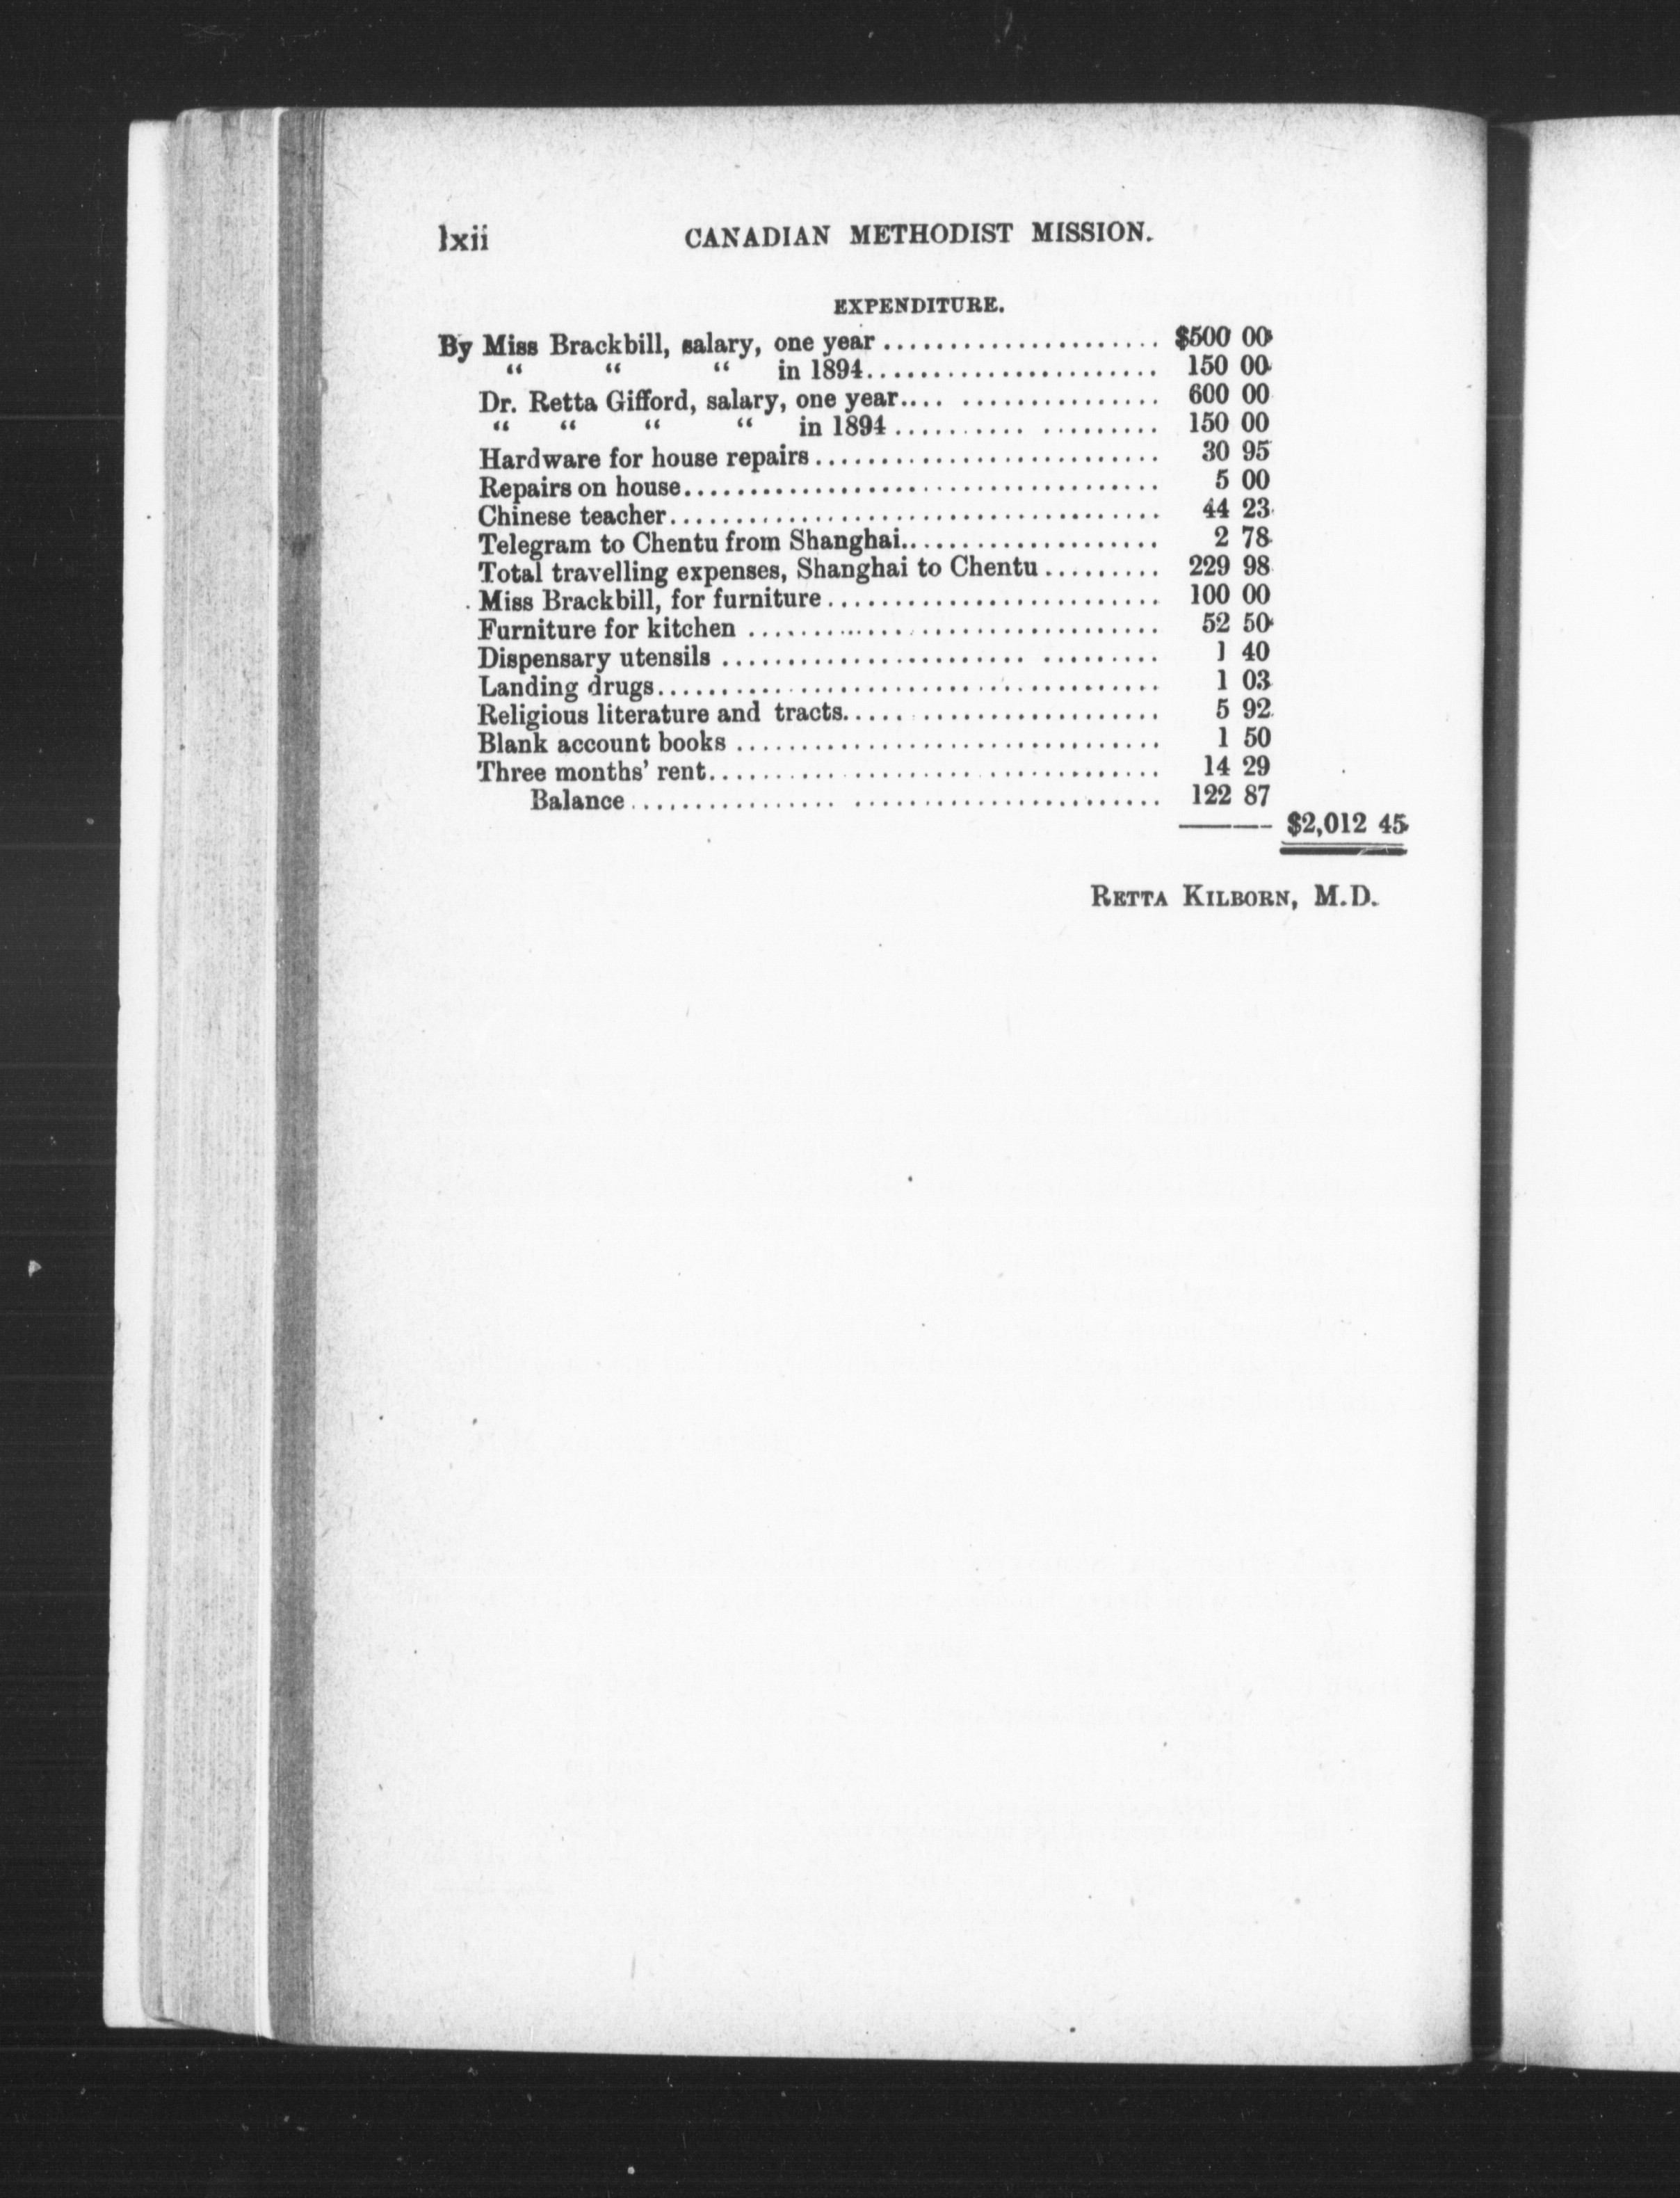 lxii CANADIAN METHODIST MISSION.
EXPENDITURE.
By Miss Brackbill, salary, one year ..................... $500 00
“ “ “ in 1894...................... 150 00
Dr. Retta Gifford, salary, one year.... ............... 600 00
“ “ “ “ in 1894 .......... ......... 150 00
Hardware for house repairs.......................... 30 95
Repairs on house.................................... 5 00
Chinese teacher..................................... 44 23
Telegram to Chentu from Shanghai.................... 2 78
Total travelling expenses, Shanghai to Chentu ......... 229 98
Miss Brackbill, for furniture......................... 100 00
Furniture for kitchen ............................... 52 50
Dispensary utensils ....................... ......... 1 40
Landing drugs...................................... 1 03
Religious literature and tracts..... .................. 5 92
Blank account books ................................ 1 50
Three months’ rent.................................. 14 29
Balance................ ....................... 122 87
——— $2,012 45
RETTA KILBORN, M.D.